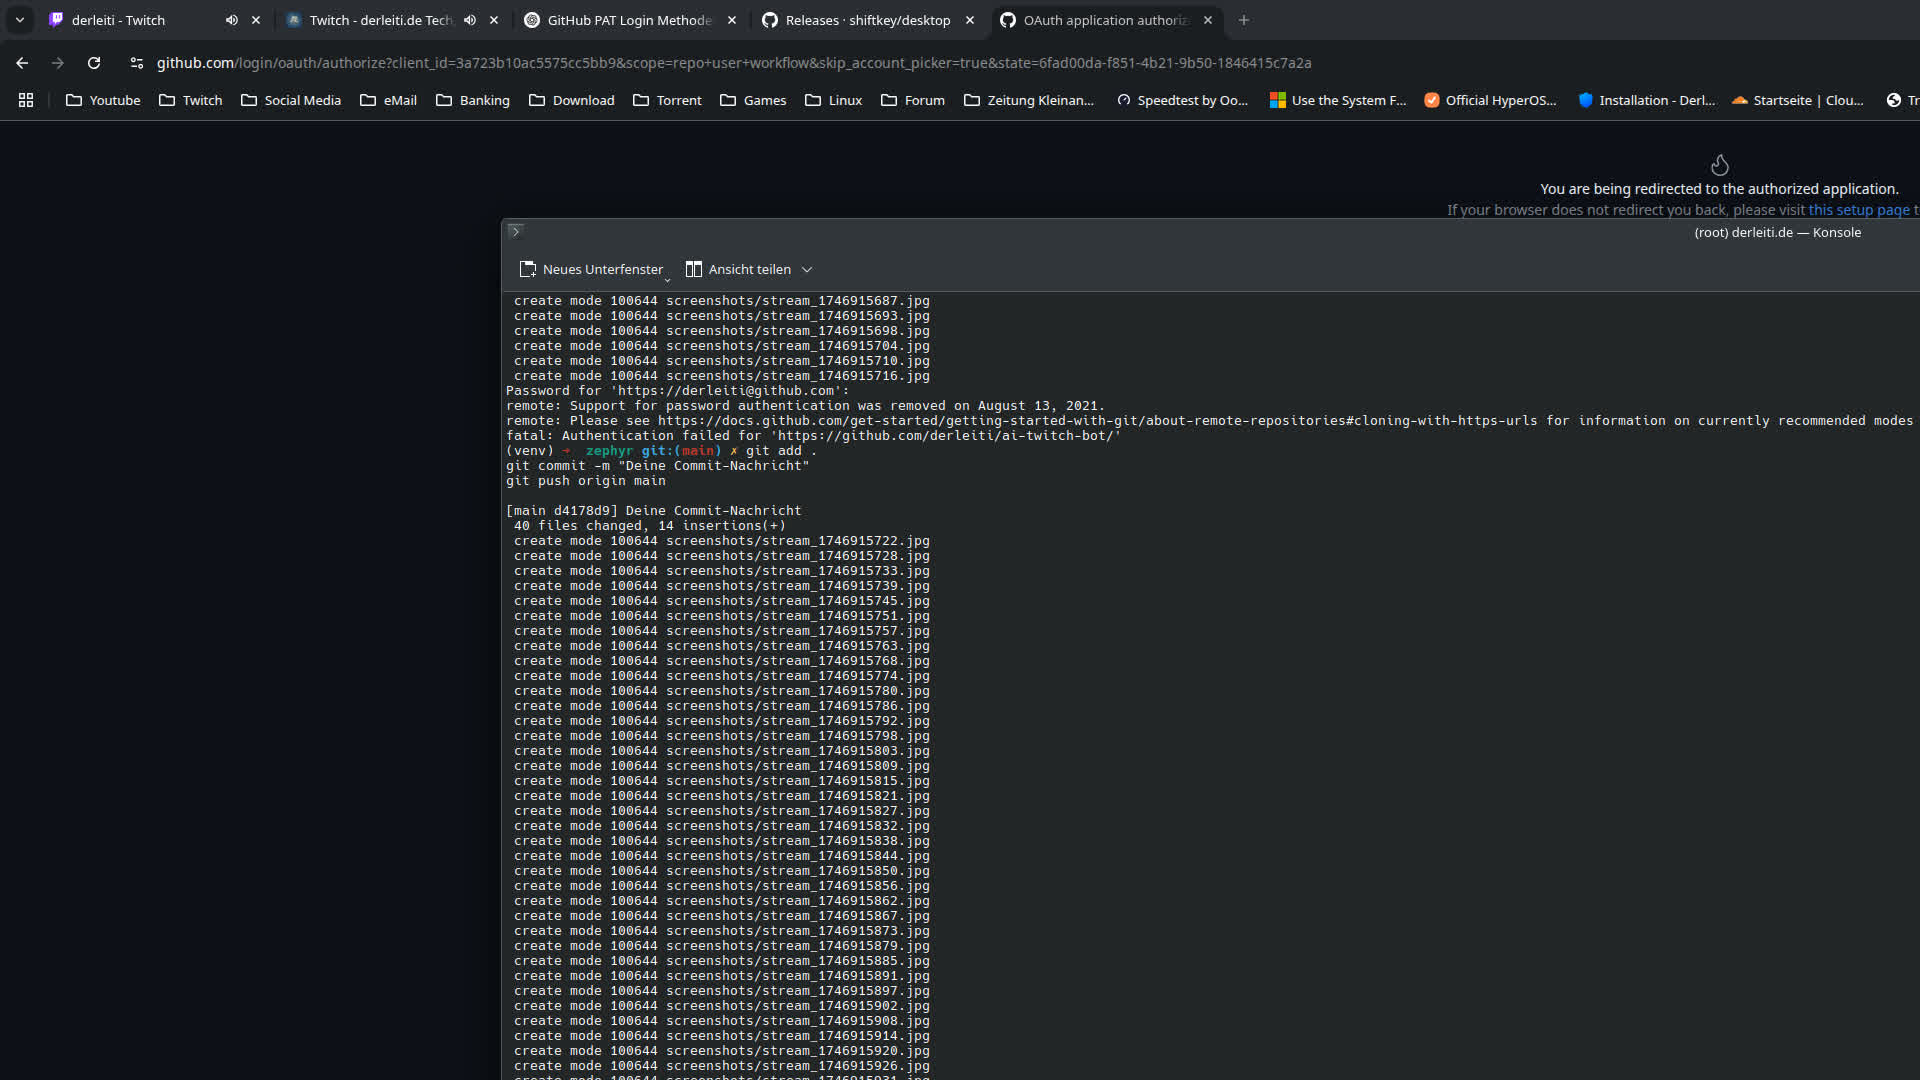 derleiti - Twitch
Twitch - derleiti.de Tech
GitHub PAT Login Methode
Releases · shiftkey/desktop
OAuth application authoriz
github.com/login/oauth/authorize?client_id=3a723b10ac5575cc5bb9&scope=repo+user+workflow&skip_account_picker=true&state=6fad00da-f851-4b21-9b50-1846415c7a2a
Youtube Twitch Social Media eMail Banking Download Torrent Games Linux Forum Zeitung Kleinan... Speedtest by Oo... Use the System F... Official HyperOS... Installation - Derl... Startseite | Clou... Tr
You are being redirected to the authorized application.
If your browser does not redirect you back, please visit this setup page t
(root) derleiti.de — Konsole
Neues Unterfenster Ansicht teilen
create mode 100644 screenshots/stream_1746915687.jpg
create mode 100644 screenshots/stream_1746915693.jpg
create mode 100644 screenshots/stream_1746915698.jpg
create mode 100644 screenshots/stream_1746915704.jpg
create mode 100644 screenshots/stream_1746915710.jpg
create mode 100644 screenshots/stream_1746915716.jpg
Password for 'https://derleiti@github.com':
remote: Support for password authentication was removed on August 13, 2021.
remote: Please see https://docs.github.com/get-started/getting-started-with-git/about-remote-repositories#cloning-with-https-urls for information on currently recommended modes
fatal: Authentication failed for 'https://github.com/derleiti/ai-twitch-bot/'
(venv) ➜ zephyr git:(main) ✗ git add .
git commit -m "Deine Commit-Nachricht"
git push origin main
[main d4178d9] Deine Commit-Nachricht
40 files changed, 14 insertions(+)
create mode 100644 screenshots/stream_1746915722.jpg
create mode 100644 screenshots/stream_1746915728.jpg
create mode 100644 screenshots/stream_1746915733.jpg
create mode 100644 screenshots/stream_1746915739.jpg
create mode 100644 screenshots/stream_1746915745.jpg
create mode 100644 screenshots/stream_1746915751.jpg
create mode 100644 screenshots/stream_1746915757.jpg
create mode 100644 screenshots/stream_1746915763.jpg
create mode 100644 screenshots/stream_1746915768.jpg
create mode 100644 screenshots/stream_1746915774.jpg
create mode 100644 screenshots/stream_1746915780.jpg
create mode 100644 screenshots/stream_1746915786.jpg
create mode 100644 screenshots/stream_1746915792.jpg
create mode 100644 screenshots/stream_1746915798.jpg
create mode 100644 screenshots/stream_1746915803.jpg
create mode 100644 screenshots/stream_1746915809.jpg
create mode 100644 screenshots/stream_1746915815.jpg
create mode 100644 screenshots/stream_1746915821.jpg
create mode 100644 screenshots/stream_1746915827.jpg
create mode 100644 screenshots/stream_1746915832.jpg
create mode 100644 screenshots/stream_1746915838.jpg
create mode 100644 screenshots/stream_1746915844.jpg
create mode 100644 screenshots/stream_1746915850.jpg
create mode 100644 screenshots/stream_1746915856.jpg
create mode 100644 screenshots/stream_1746915862.jpg
create mode 100644 screenshots/stream_1746915867.jpg
create mode 100644 screenshots/stream_1746915873.jpg
create mode 100644 screenshots/stream_1746915879.jpg
create mode 100644 screenshots/stream_1746915885.jpg
create mode 100644 screenshots/stream_1746915891.jpg
create mode 100644 screenshots/stream_1746915897.jpg
create mode 100644 screenshots/stream_1746915902.jpg
create mode 100644 screenshots/stream_1746915908.jpg
create mode 100644 screenshots/stream_1746915914.jpg
create mode 100644 screenshots/stream_1746915920.jpg
create mode 100644 screenshots/stream_1746915926.jpg